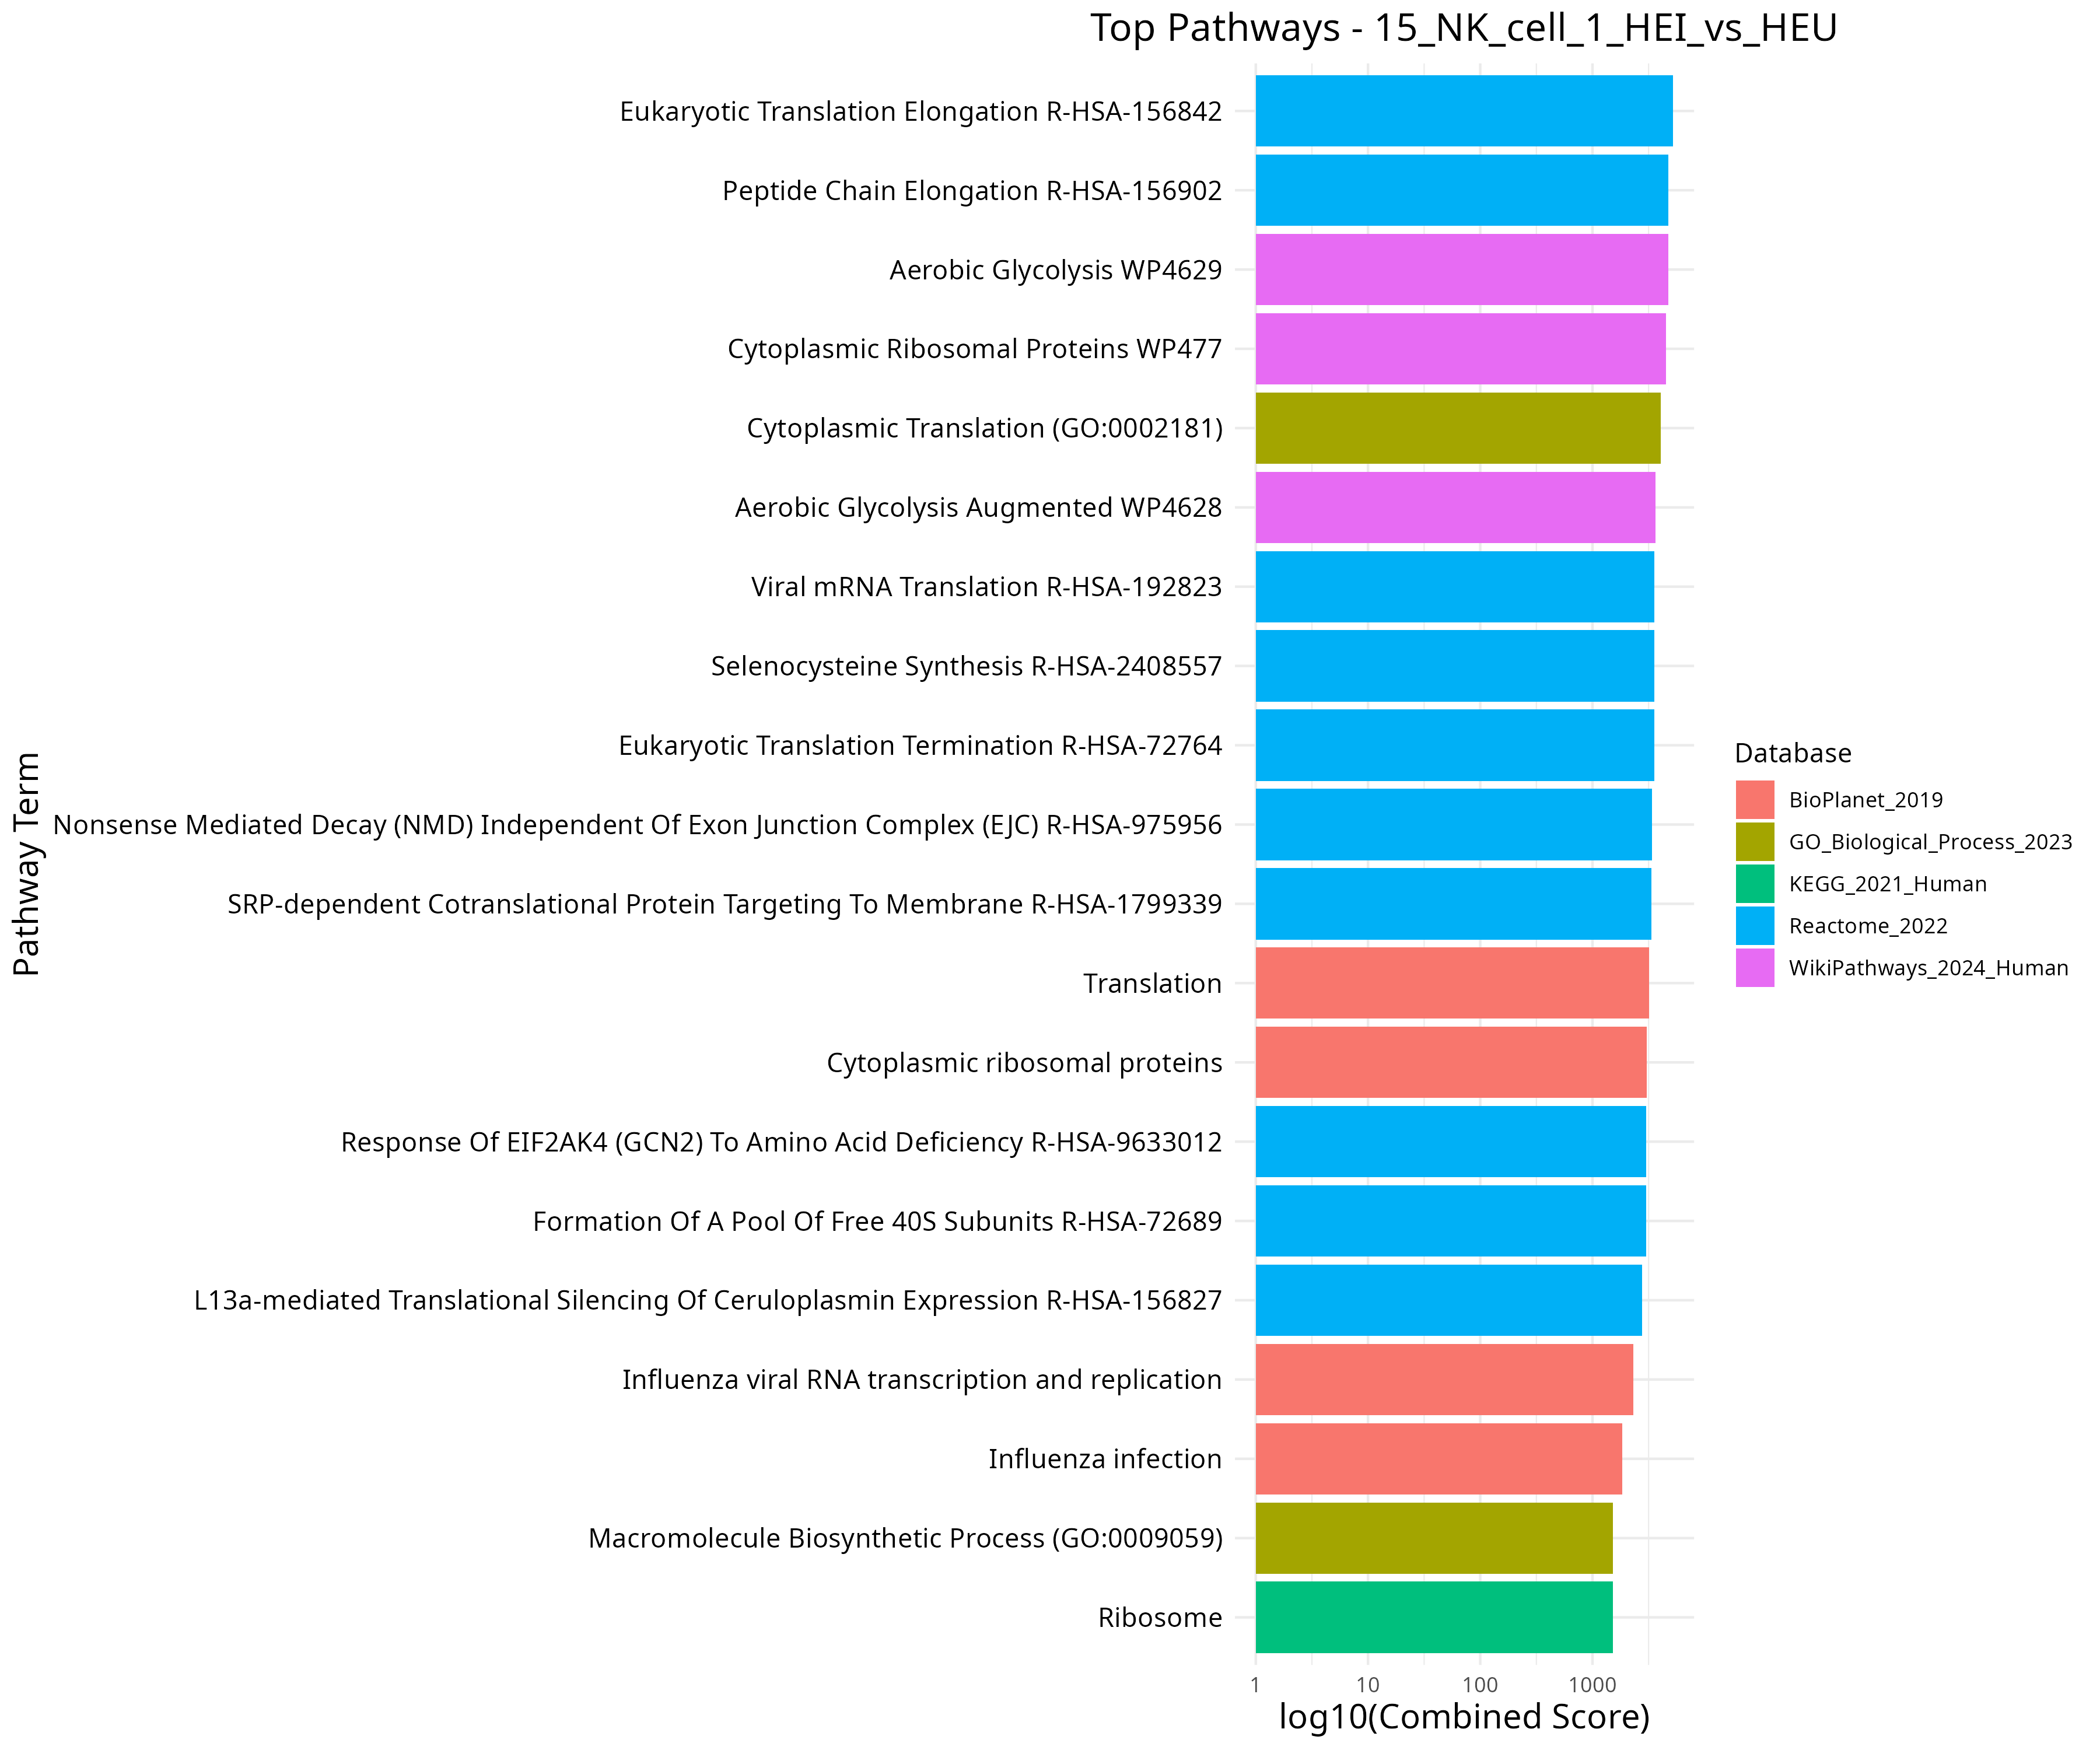 Top Pathways - 15_NK_cell_1_HEI_vs_HEU
Pathway Term
Eukaryotic Translation Elongation R-HSA-156842
Peptide Chain Elongation R-HSA-156902
Aerobic Glycolysis WP4629
Cytoplasmic Ribosomal Proteins WP477
Cytoplasmic Translation (GO:0002181)
Aerobic Glycolysis Augmented WP4628
Viral mRNA Translation R-HSA-192823
Selenocysteine Synthesis R-HSA-2408557
Eukaryotic Translation Termination R-HSA-72764
Nonsense Mediated Decay (NMD) Independent Of Exon Junction Complex (EJC) R-HSA-975956
SRP-dependent Cotranslational Protein Targeting To Membrane R-HSA-1799339
Translation
Cytoplasmic ribosomal proteins
Response Of EIF2AK4 (GCN2) To Amino Acid Deficiency R-HSA-9633012
Formation Of A Pool Of Free 40S Subunits R-HSA-72689
L13a-mediated Translational Silencing Of Ceruloplasmin Expression R-HSA-156827
Influenza viral RNA transcription and replication
Influenza infection
Macromolecule Biosynthetic Process (GO:0009059)
Ribosome
1 10 100 1000
log10(Combined Score)
Database
BioPlanet_2019
GO_Biological_Process_2023
KEGG_2021_Human
Reactome_2022
WikiPathways_2024_Human